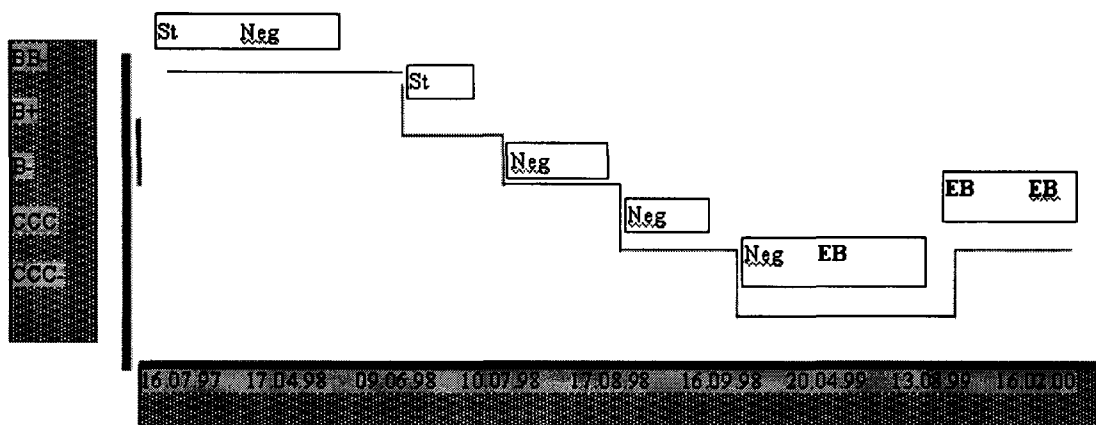 St Neg
BB-
St
B+
Neg
B-
EB EB
Neg
CCC
Neg EB
CCC-
16.07.97 17.04.98 09.06.98 10.07.98 17.08.98 16.09.98 20.04.99 13.08.99 16.02.00